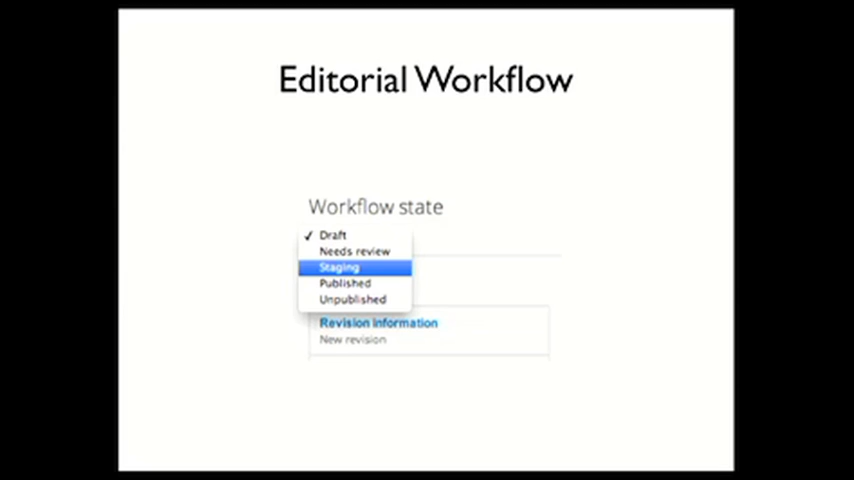 Editorial Workflow
Workflow state
✓ Draft
Needs review
Staging
Published
Unpublished
Revision information
New revision